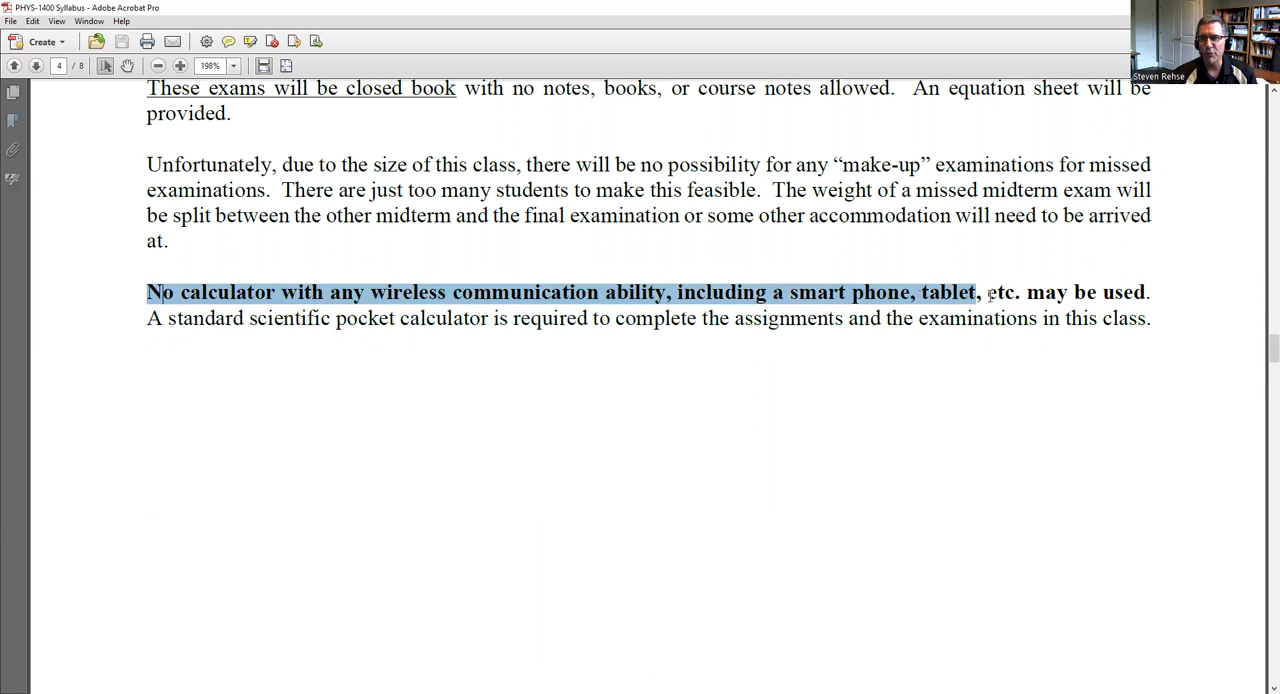 PHYS-1400 Syllabus - Adobe Acrobat Pro
File Edit View Window Help
Create
4 / 8 198%
Steven Rehse
These exams will be closed book with no notes, books, or course notes allowed. An equation sheet will be
provided.
Unfortunately, due to the size of this class, there will be no possibility for any “make-up” examinations for missed
examinations. There are just too many students to make this feasible. The weight of a missed midterm exam will
be split between the other midterm and the final examination or some other accommodation will need to be arrived
at.
No calculator with any wireless communication ability, including a smart phone, tablet, etc. may be used.
A standard scientific pocket calculator is required to complete the assignments and the examinations in this class.